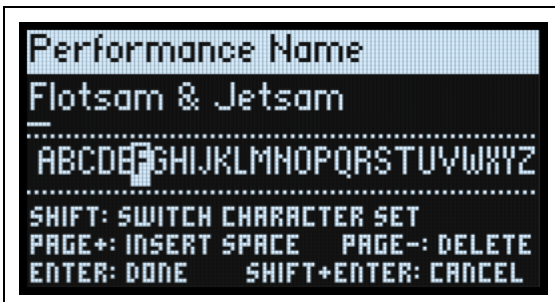 Performance Name
Flotsam & Jetsam
ABCDEFGHIJKLMNOPQRSTUVWXYZ
SHIFT: SWITCH CHARACTER SET
PAGE+: INSERT SPACE PAGE-: DELETE
ENTER: DONE SHIFT+ENTER: CANCEL